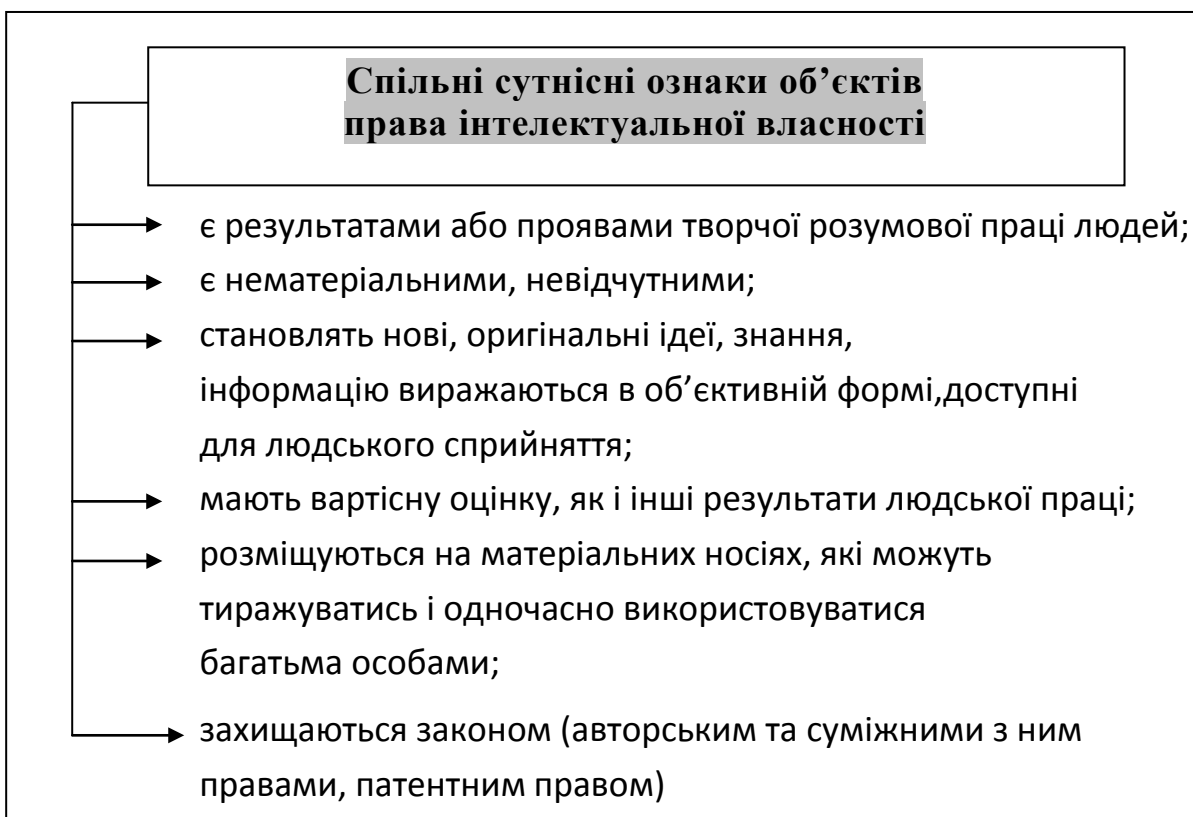 Спільні сутнісні ознаки об’єктів
права інтелектуальної власності
є результатами або проявами творчої розумової праці людей;
є нематеріальними, невідчутними;
становлять нові, оригінальні ідеї, знання,
інформацію виражаються в об’єктивній формі,доступні
для людського сприйняття;
мають вартісну оцінку, як і інші результати людської праці;
розміщуються на матеріальних носіях, які можуть
тиражуватись і одночасно використовуватися
багатьма особами;
захищаються законом (авторським та суміжними з ним
правами, патентним правом)